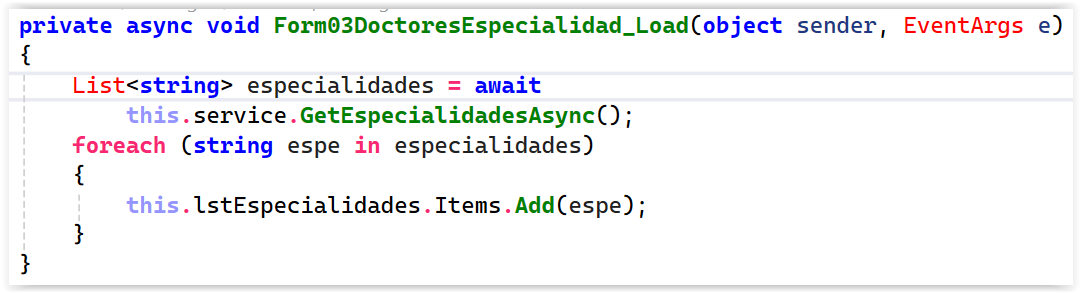 private async void Form03DoctoresEspecialidad_Load(object sender, EventArgs e)
{
    List<string> especialidades = await
        this.service.GetEspecialidadesAsync();
    foreach (string espe in especialidades)
    {
        this.lstEspecialidades.Items.Add(espe);
    }
}